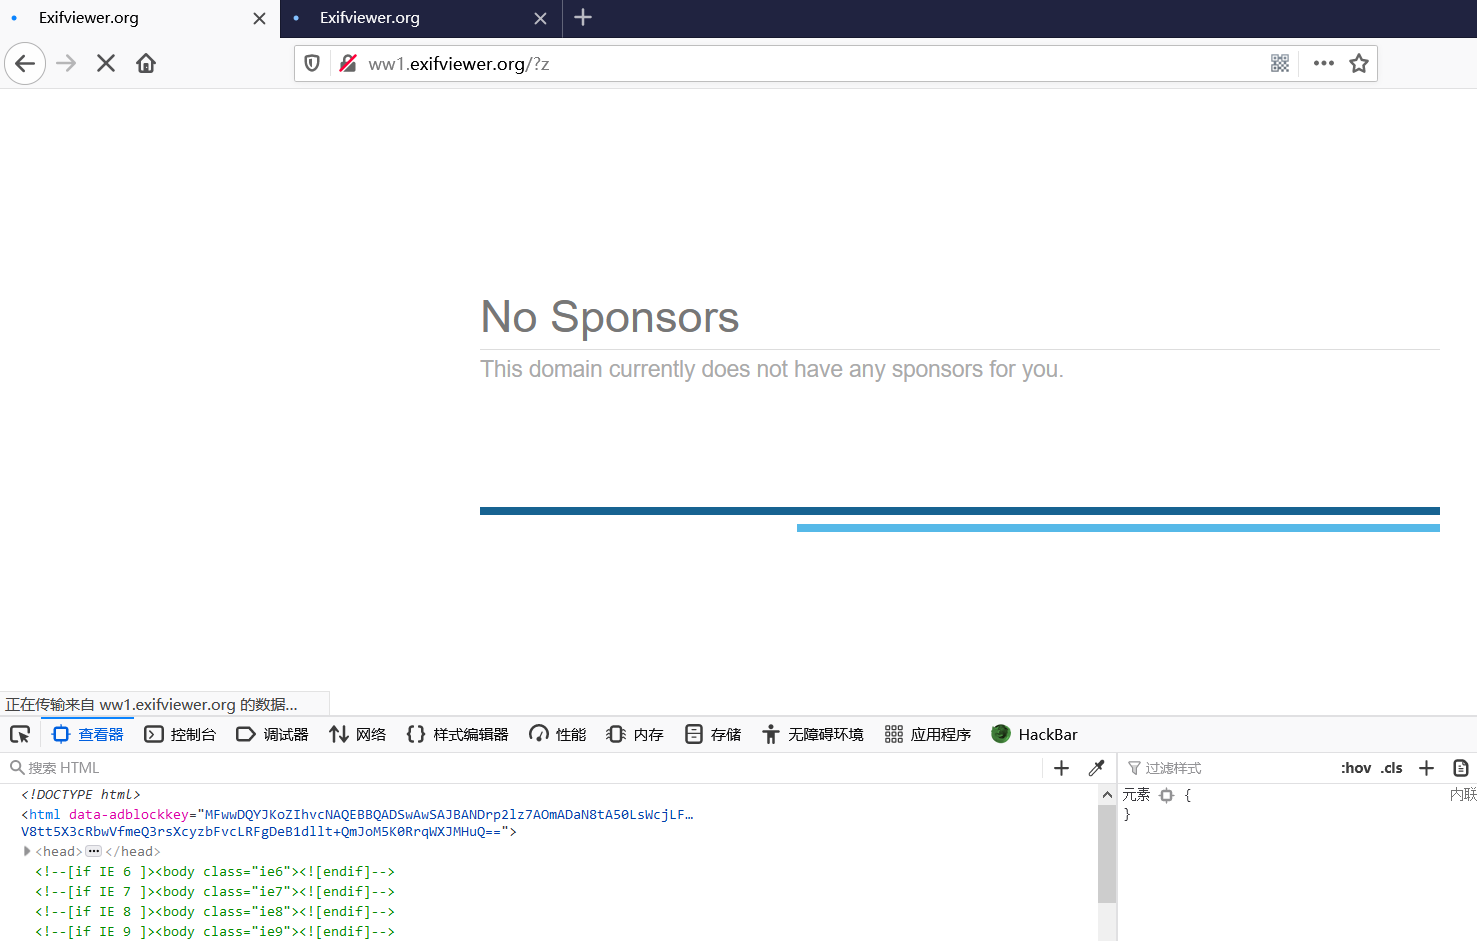 Exifviewer.org
Exifviewer.org
ww1.exifviewer.org/?z
No Sponsors
This domain currently does not have any sponsors for you.
正在传输来自 ww1.exifviewer.org 的数据...
查看器 控制台 调试器 网络 样式编辑器 性能 内存 存储 无障碍环境 应用程序 HackBar
搜索 HTML
过滤样式 :hov .cls
<!DOCTYPE html>
<html data-adblockkey="MFwwDQYJKoZIhvcNAQEBBQADSwAwSAJBANDrp2lz7AOmADaN8tA50LsWcjLF…
V8tt5X3cRbwVfmeQ3rsXcyzbFvcLRFgDeB1dllt+QmJoM5K0RrqWXJMHuQ==">
<head> ••• </head>
<!--[if IE 6 ]><body class="ie6"><![endif]-->
<!--[if IE 7 ]><body class="ie7"><![endif]-->
<!--[if IE 8 ]><body class="ie8"><![endif]-->
<!--[if IE 9 ]><body class="ie9"><![endif]-->
元素 { 内联
}